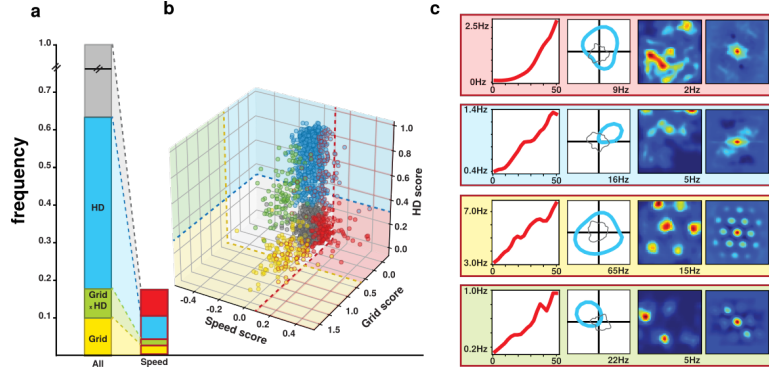 a
b
c
frequency
1.0
0.7
0.6
0.5
0.4
0.3
0.2
0.1
HD
Grid
×HD
Grid
All
Speed
1.0
0.8
0.6
0.4
0.2
0.0
HD score
-0.4
-0.2
0.0
0.2
0.4
Speed score
0.0
0.5
1.0
1.5
Grid score
2.5Hz
0Hz
0
50
9Hz
2Hz
1.4Hz
0.4Hz
0
50
16Hz
5Hz
7.0Hz
3.0Hz
0
50
65Hz
15Hz
1.0Hz
0.2Hz
0
50
22Hz
5Hz